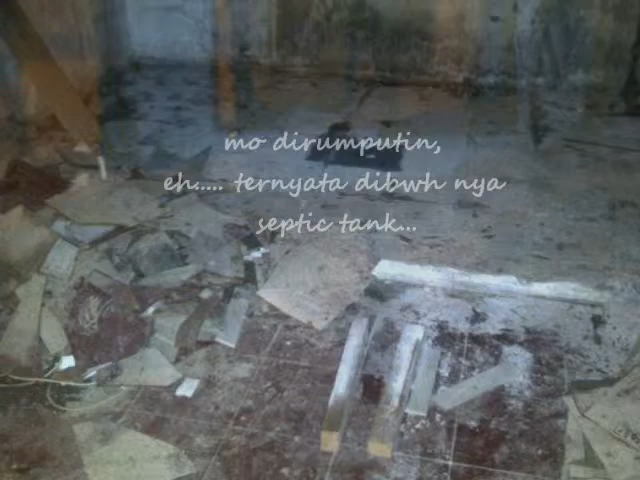 mo dirumputin,
eh..... ternyata dibwh nya
septic tank...